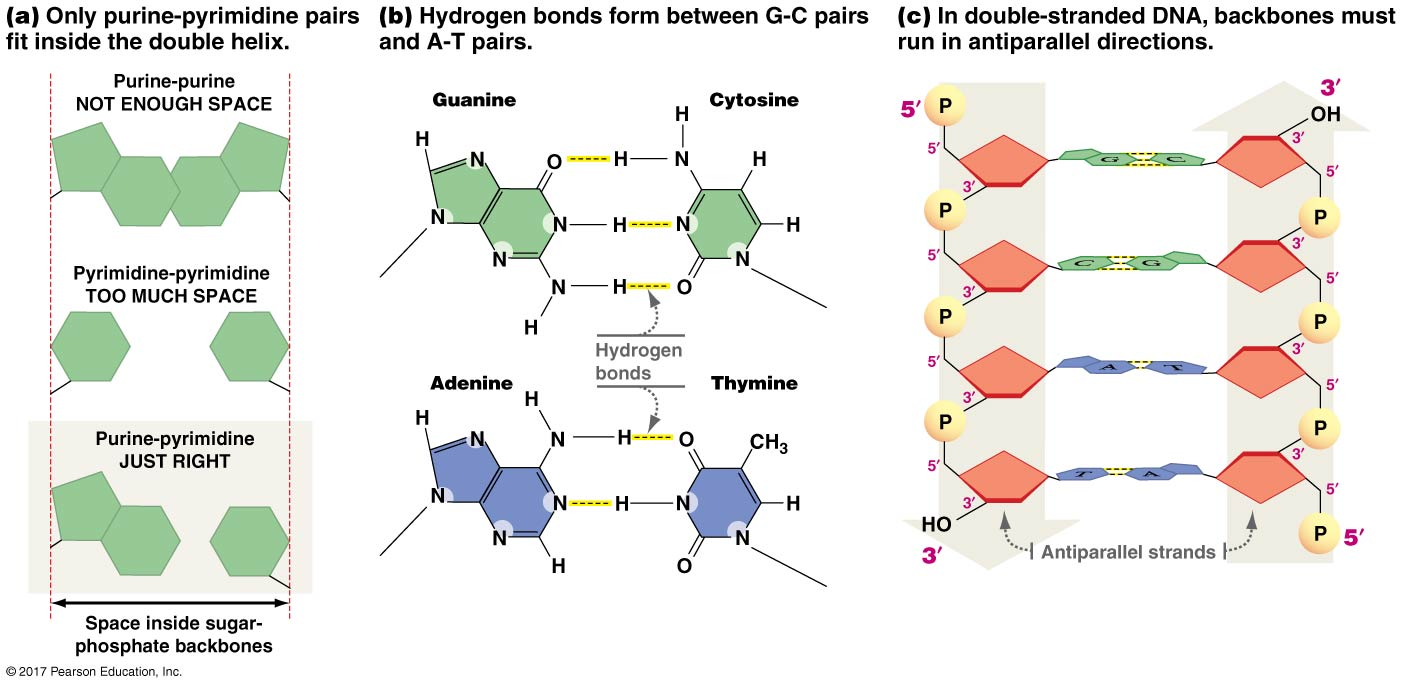 (a) Only purine-pyrimidine pairs
fit inside the double helix.
Purine-purine
NOT ENOUGH SPACE
Pyrimidine-pyrimidine
TOO MUCH SPACE
Purine-pyrimidine
JUST RIGHT
Space inside sugar-
phosphate backbones
(b) Hydrogen bonds form between G-C pairs
and A-T pairs.
Guanine
Cytosine
H
H
N
O
H
N
H
N
N
H
N
H
N
N
N
H
O
H
Hydrogen
bonds
Adenine
Thymine
H
H
N
N
H
O
CH3
N
N
H
N
H
N
N
H
O
(c) In double-stranded DNA, backbones must
run in antiparallel directions.
5′
P
3′
OH
5′
G
C
3′
5′
3′
P
P
5′
C
G
3′
5′
3′
P
P
5′
A
T
3′
5′
3′
P
P
5′
T
A
3′
5′
3′
HO
3′
P
5′
Antiparallel strands
© 2017 Pearson Education, Inc.